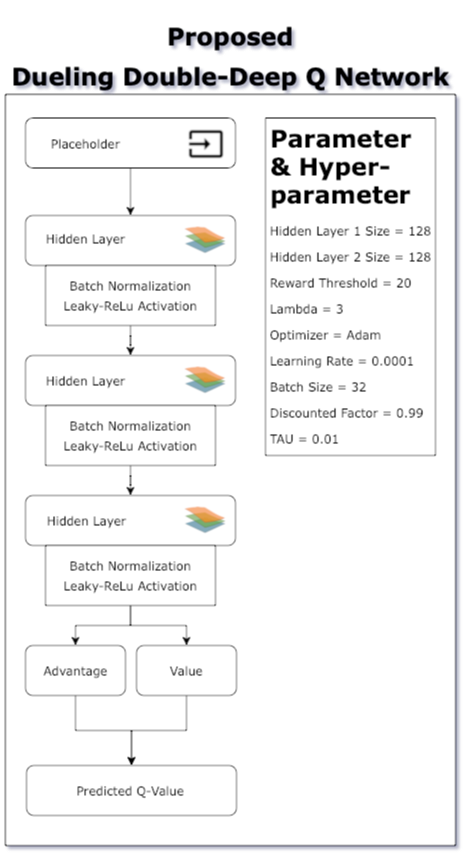 Proposed
Dueling Double-Deep Q Network
Placeholder
Hidden Layer
Batch Normalization
Leaky-ReLu Activation
Hidden Layer
Batch Normalization
Leaky-ReLu Activation
Hidden Layer
Batch Normalization
Leaky-ReLu Activation
Advantage
Value
Predicted Q-Value
Parameter
& Hyper-
parameter
Hidden Layer 1 Size = 128
Hidden Layer 2 Size = 128
Reward Threshold = 20
Lambda = 3
Optimizer = Adam
Learning Rate = 0.0001
Batch Size = 32
Discounted Factor = 0.99
TAU = 0.01